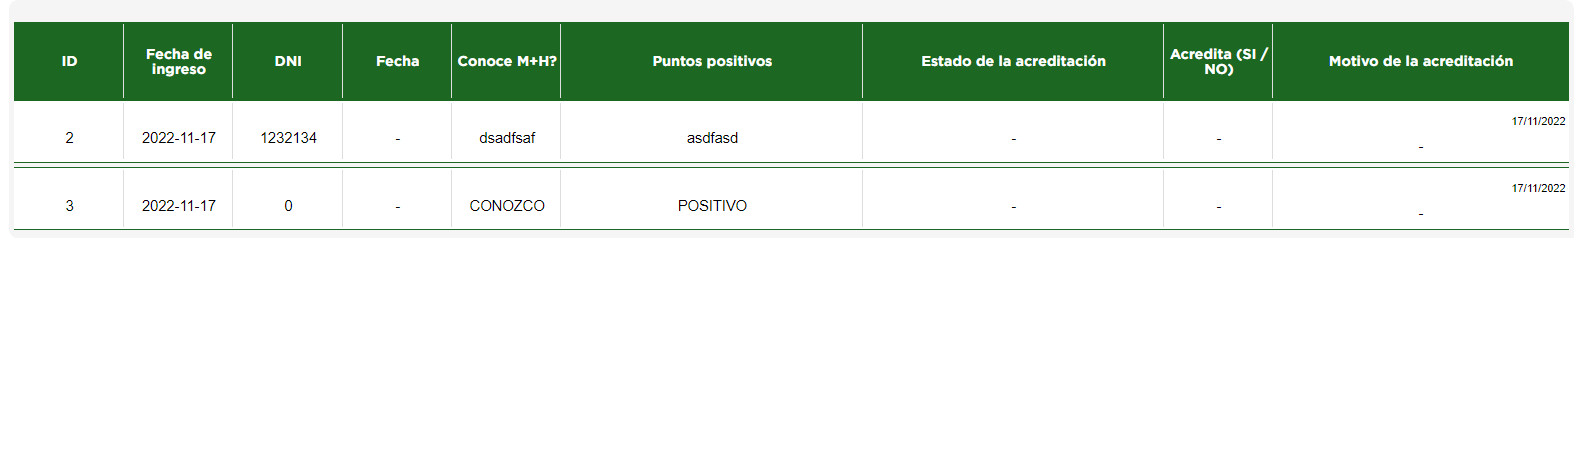 ID Fecha de ingreso DNI Fecha Conoce M+H? Puntos positivos Estado de la acreditación Acredita (SI / NO) Motivo de la acreditación
2 2022-11-17 1232134 - dsadfsaf asdfasd - - 17/11/2022
-
3 2022-11-17 0 - CONOZCO POSITIVO - - 17/11/2022
-